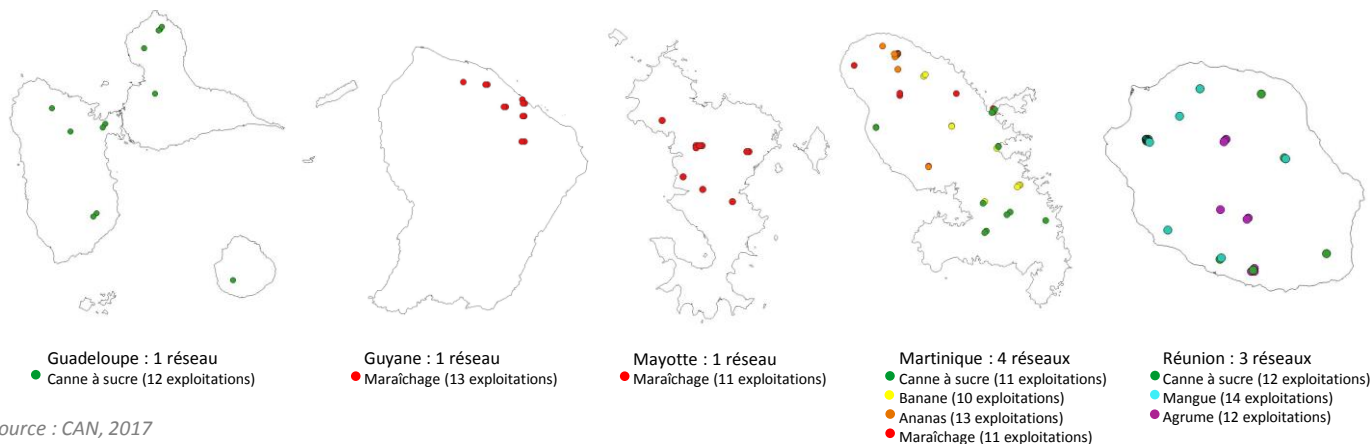 Guadeloupe : 1 réseau
Canne à sucre (12 exploitations)
Guyane : 1 réseau
Maraîchage (13 exploitations)
Mayotte : 1 réseau
Maraîchage (11 exploitations)
Martinique : 4 réseaux
Canne à sucre (11 exploitations)
Banane (10 exploitations)
Ananas (13 exploitations)
Maraîchage (11 exploitations)
Réunion : 3 réseaux
Canne à sucre (12 exploitations)
Mangue (14 exploitations)
Agrume (12 exploitations)
ource : CAN, 2017